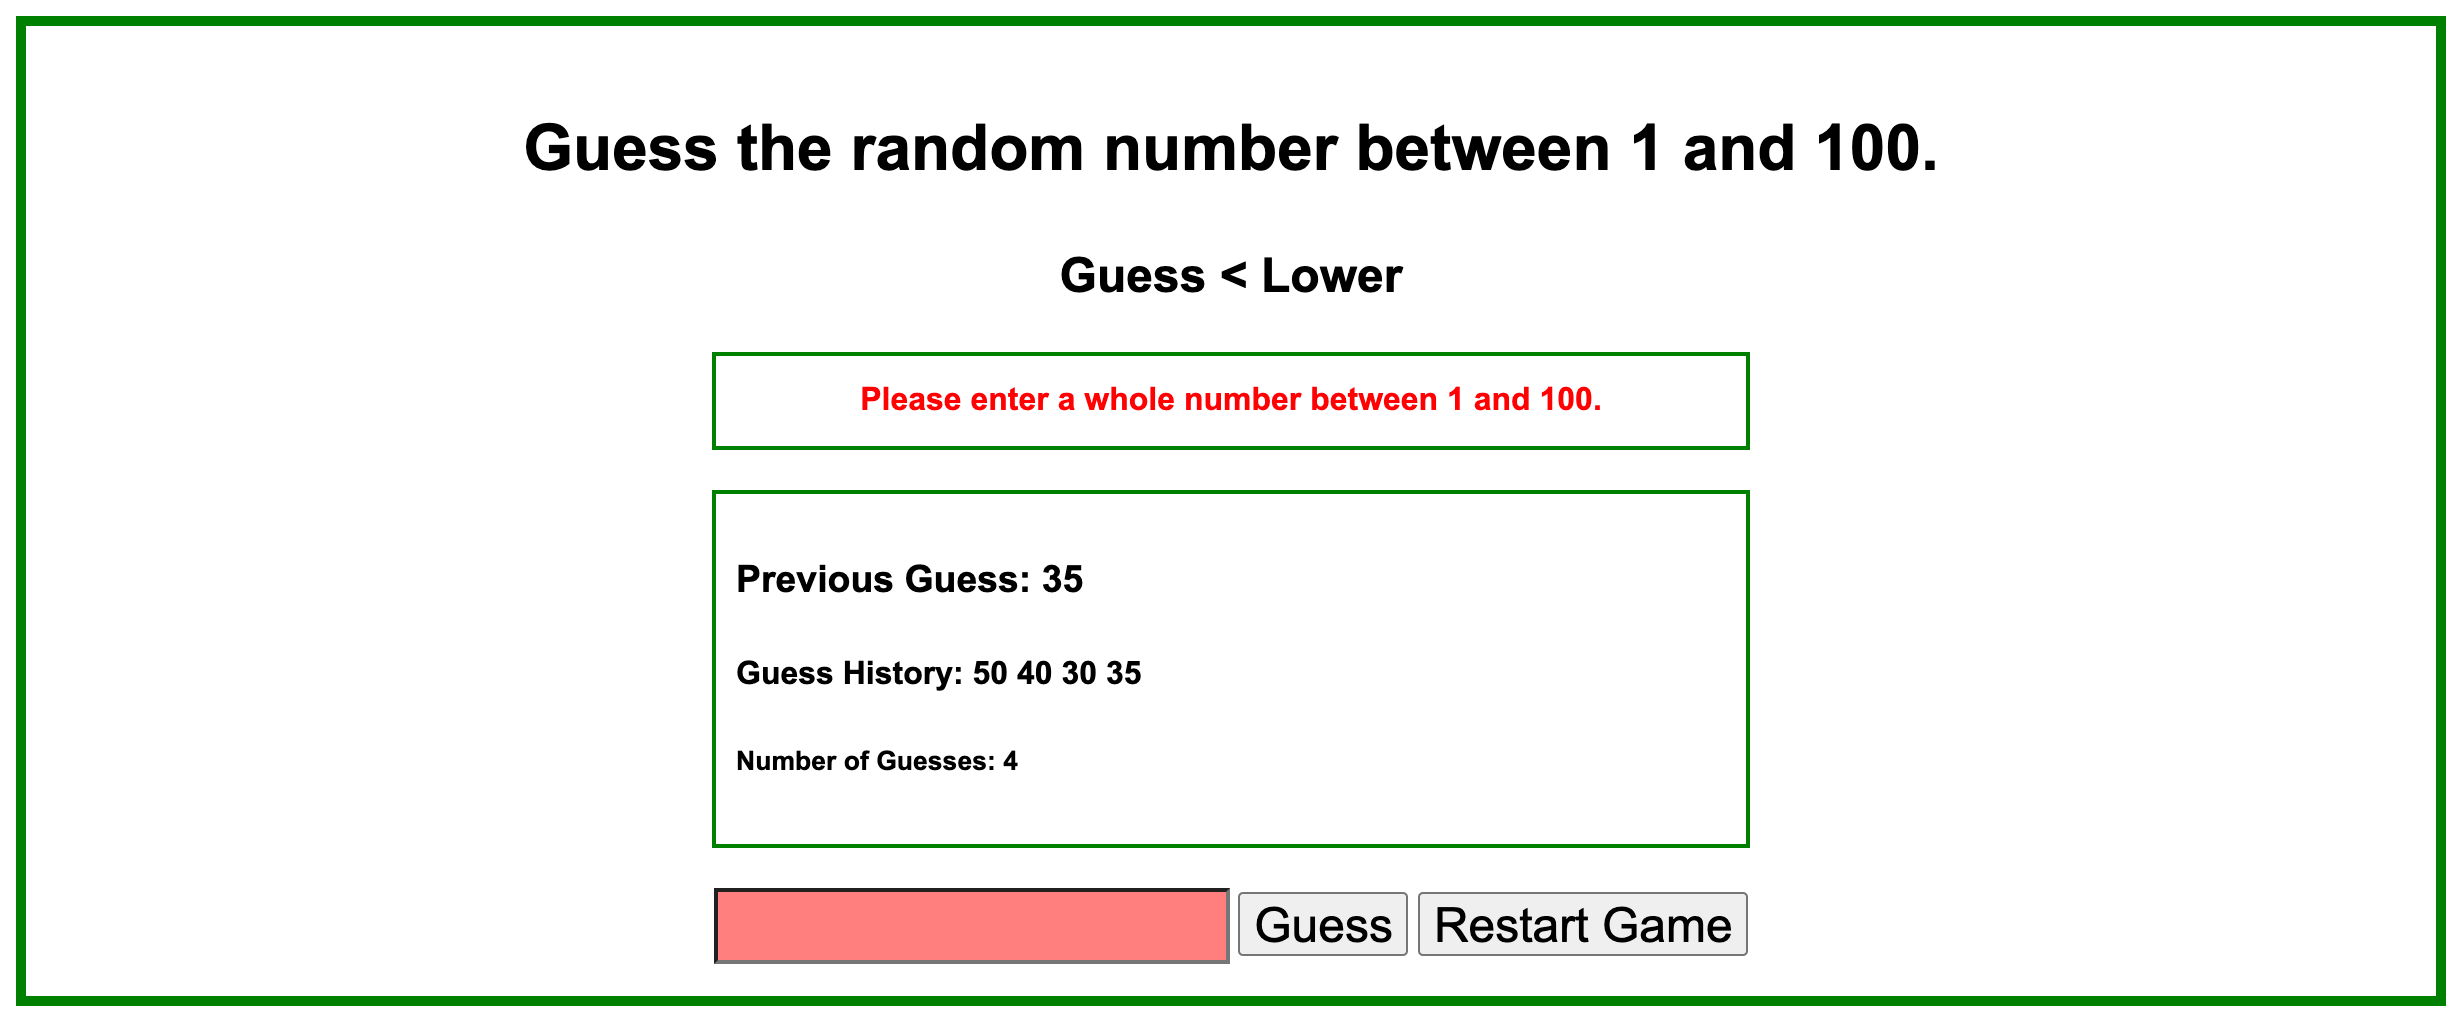 Guess the random number between 1 and 100.
Guess < Lower
Please enter a whole number between 1 and 100.
Previous Guess: 35
Guess History: 50 40 30 35
Number of Guesses: 4
Guess Restart Game